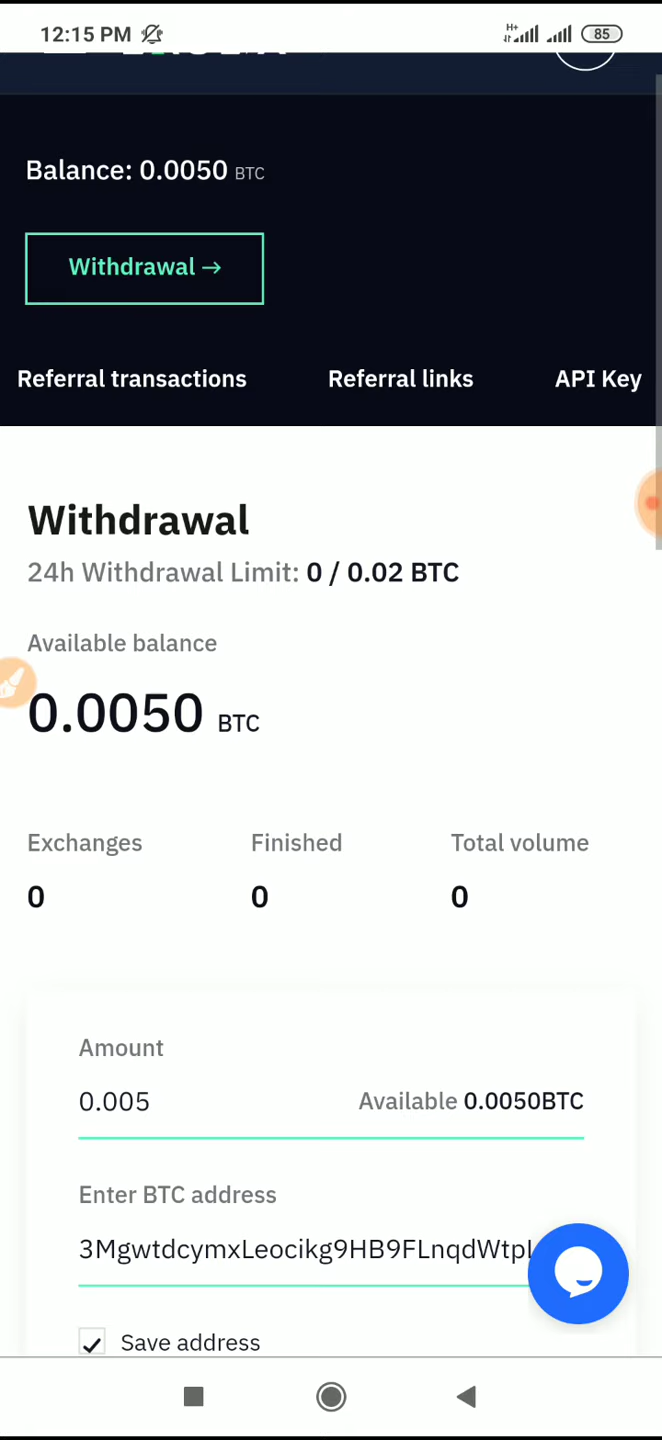 12:15 PM H+ 85
Balance: 0.0050 BTC
Withdrawal →
Referral transactions Referral links API Key
Withdrawal
24h Withdrawal Limit: 0 / 0.02 BTC
Available balance
0.0050 BTC
Exchanges Finished Total volume
0 0 0
Amount
0.005 Available 0.0050BTC
Enter BTC address
3MgwtdcymxLeocikg9HB9FLnqdWtp
Save address